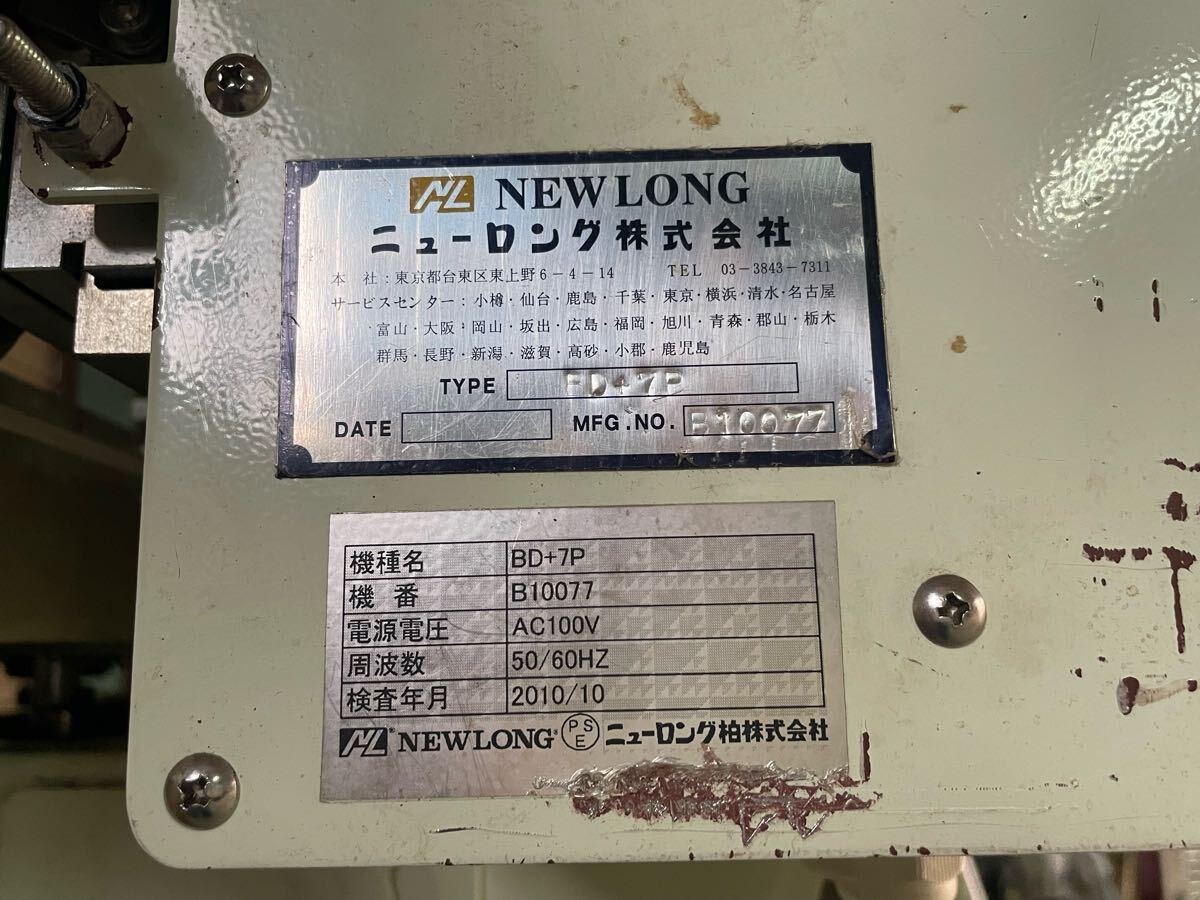 NL NEWLONG
ニューロング株式会社
本 社:東京都台東区東上野6-4-14 TEL 03-3843-7311
サービスセンター:小樽・仙台・鹿島・千葉・東京・横浜・清水・名古屋
富山・大阪・岡山・坂出・広島・福岡・旭川・青森・郡山・栃木
群馬・長野・新潟・滋賀・高砂・小郡・鹿児島
TYPE BD+7P
DATE MFG.NO. B10077
機種名 BD+7P
機 番 B10077
電源電圧 AC100V
周波数 50/60HZ
検査年月 2010/10
NL® NEWLONG® PSE ニューロング柏株式会社